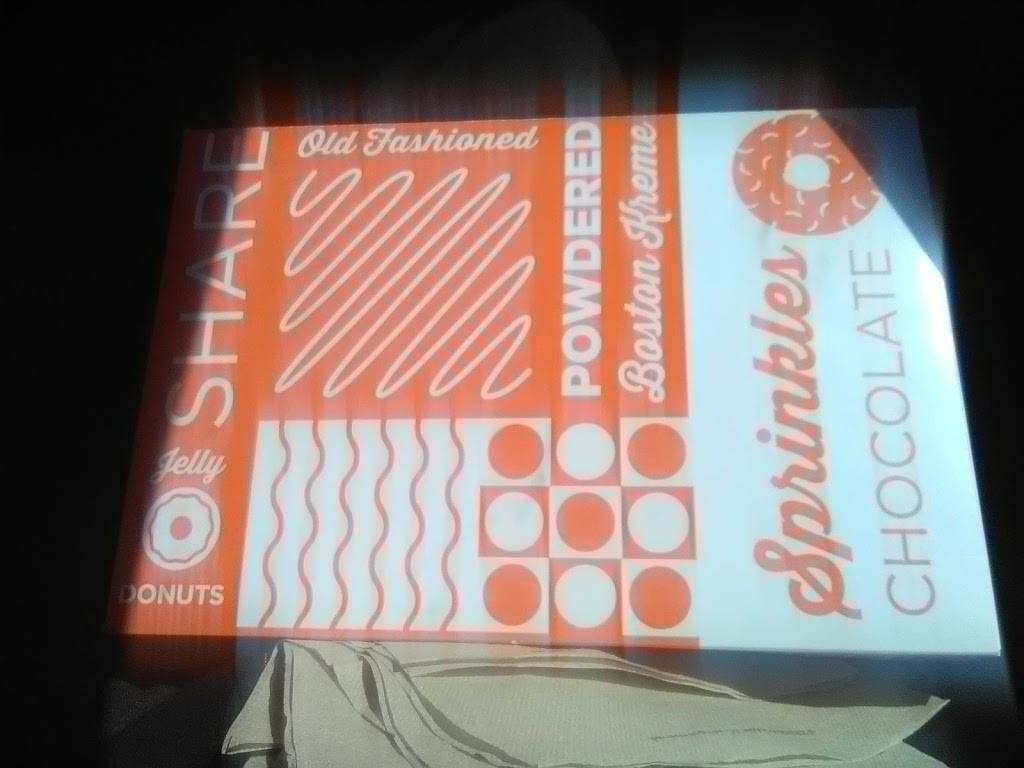 SHARE
Jelly
DONUTS
Old Fashioned
POWDERED
Boston Kreme
Sprinkles
CHOCOLATE